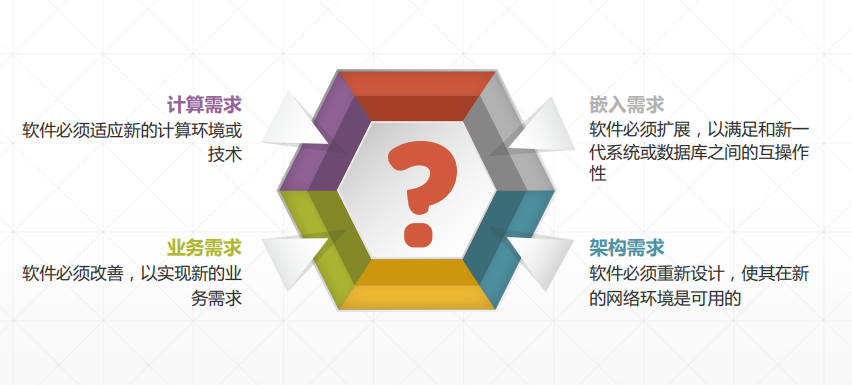 计算需求
软件必须适应新的计算环境或
技术
嵌入需求
软件必须扩展，以满足和新一
代系统或数据库之间的互操作
性
?
业务需求
软件必须改善，以实现新的业
务需求
架构需求
软件必须重新设计，使其在新
的网络环境是可用的